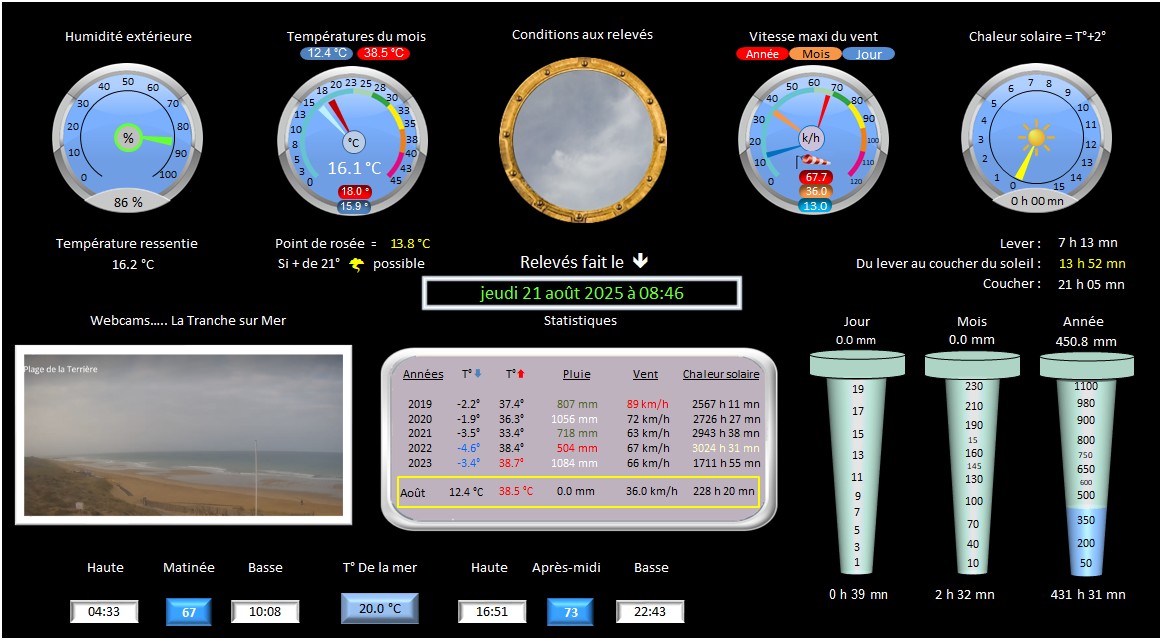 Humidité extérieure
Températures du mois
Conditions aux relevés
Vitesse maxi du vent
Chaleur solaire = T°+2°
12.4 °C 38.5 °C
Année Mois Jour
0 10 20 30 40 50 60 70 80 90 100
%
86 %
0 3 5 8 10 13 15 18 20 23 25 28 30 33 35 38 40 43 45
°C
16.1 °C
18.0 °
15.9 °
0 10 20 30 40 50 60 70 80 90 100 110 120
k/h
67.7
36.0
13.0
0 1 2 3 4 5 6 7 8 9 10 11 12 13 14 15
0 h 00 mn
Température ressentie
16.2 °C
Point de rosée = 13.8 °C
Si + de 21° possible
Relevés fait le
jeudi 21 août 2025 à 08:46
Lever : 7 h 13 mn
Du lever au coucher du soleil : 13 h 52 mn
Coucher : 21 h 05 mn
Webcams..... La Tranche sur Mer
Plage de la Terrière
Statistiques
Années T° T° Pluie Vent Chaleur solaire
2019 -2.2° 37.4° 807 mm 89 km/h 2567 h 11 mn
2020 -1.9° 36.3° 1056 mm 72 km/h 2726 h 27 mn
2021 -3.5° 33.4° 718 mm 63 km/h 2943 h 38 mn
2022 -4.6° 38.4° 504 mm 67 km/h 3024 h 31 mn
2023 -3.4° 38.7° 1084 mm 66 km/h 1711 h 55 mn
Août 12.4 °C 38.5 °C 0.0 mm 36.0 km/h 228 h 20 mn
Jour
0.0 mm
19
17
15
13
11
9
7
5
3
1
0 h 39 mn
Mois
0.0 mm
230
210
190
15
160
145
130
100
70
40
10
2 h 32 mn
Année
450.8 mm
1100
980
900
800
750
650
600
500
350
200
50
431 h 31 mn
Haute Matinée Basse
04:33 67 10:08
T° De la mer
20.0 °C
Haute Après-midi Basse
16:51 73 22:43